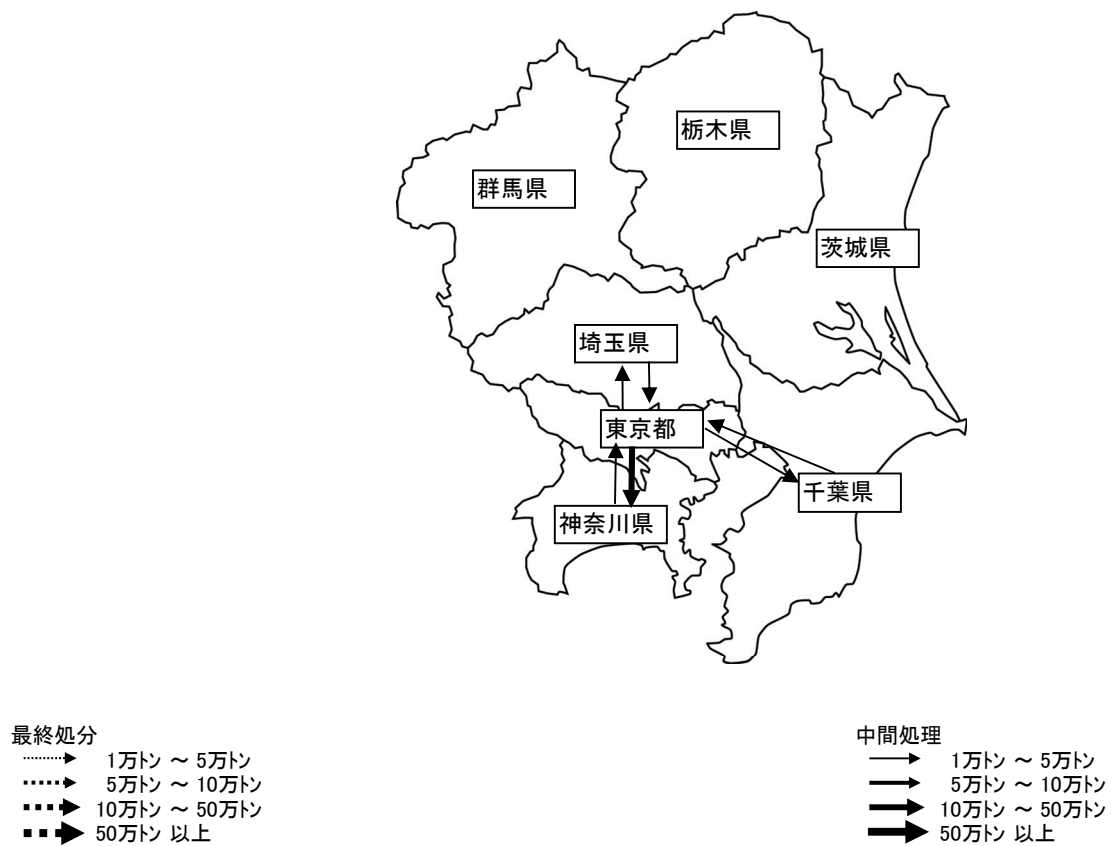 栃木県
群馬県
茨城県
埼玉県
東京都
千葉県
神奈川県
最終処分
1万トン ~ 5万トン
5万トン ~ 10万トン
10万トン ~ 50万トン
50万トン 以上
中間処理
1万トン ~ 5万トン
5万トン ~ 10万トン
10万トン ~ 50万トン
50万トン 以上